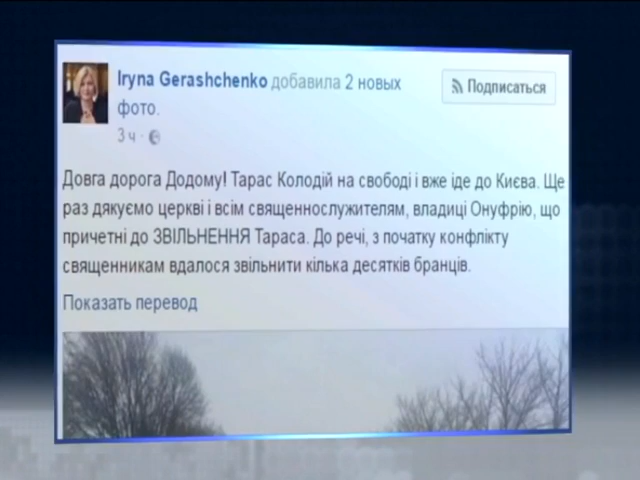 Iryna Gerashchenko добавила 2 новых
фото.
Подписаться
3 ч ·
Довга дорога Додому! Тарас Колодій на свободі і вже їде до Києва. Ще
раз дякуємо церкві і всім священнослужителям, владиці Онуфрію, що
причетні до ЗВІЛЬНЕННЯ Тараса. До речі, з початку конфлікту
священникам вдалося звільнити кілька десятків бранців.
Показать перевод